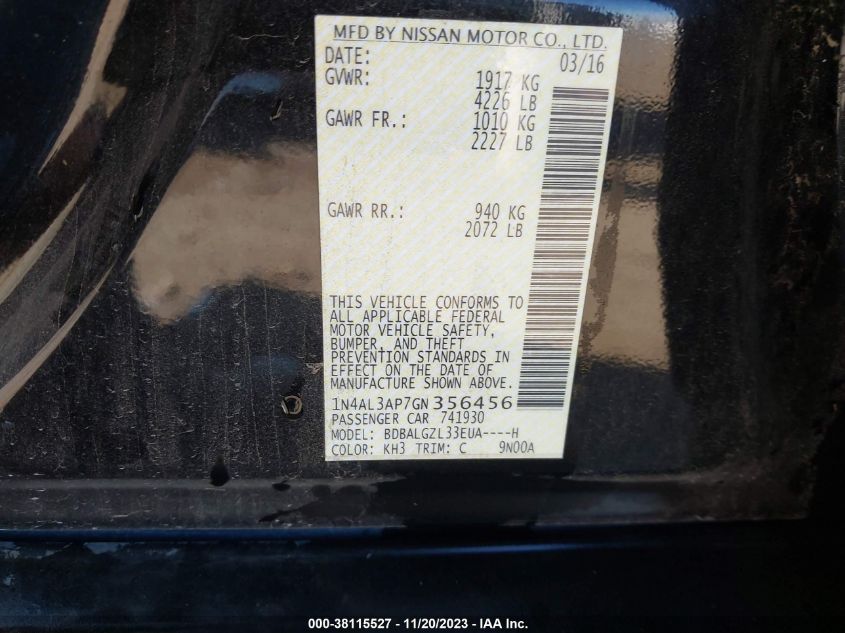 MFD BY NISSAN MOTOR CO., LTD.
DATE: 03/16
GVWR: 1917 KG
4226 LB
GAWR FR.: 1010 KG
2227 LB
GAWR RR.: 940 KG
2072 LB
THIS VEHICLE CONFORMS TO
ALL APPLICABLE FEDERAL
MOTOR VEHICLE SAFETY,
BUMPER, AND THEFT
PREVENTION STANDARDS IN
EFFECT ON THE DATE OF
MANUFACTURE SHOWN ABOVE.
1N4AL3AP7GN356456
PASSENGER CAR 741930
MODEL: BDBALGZL33EUA----H
COLOR: KH3 TRIM: C 9N00A
000-38115527 - 11/20/2023 - IAA Inc.